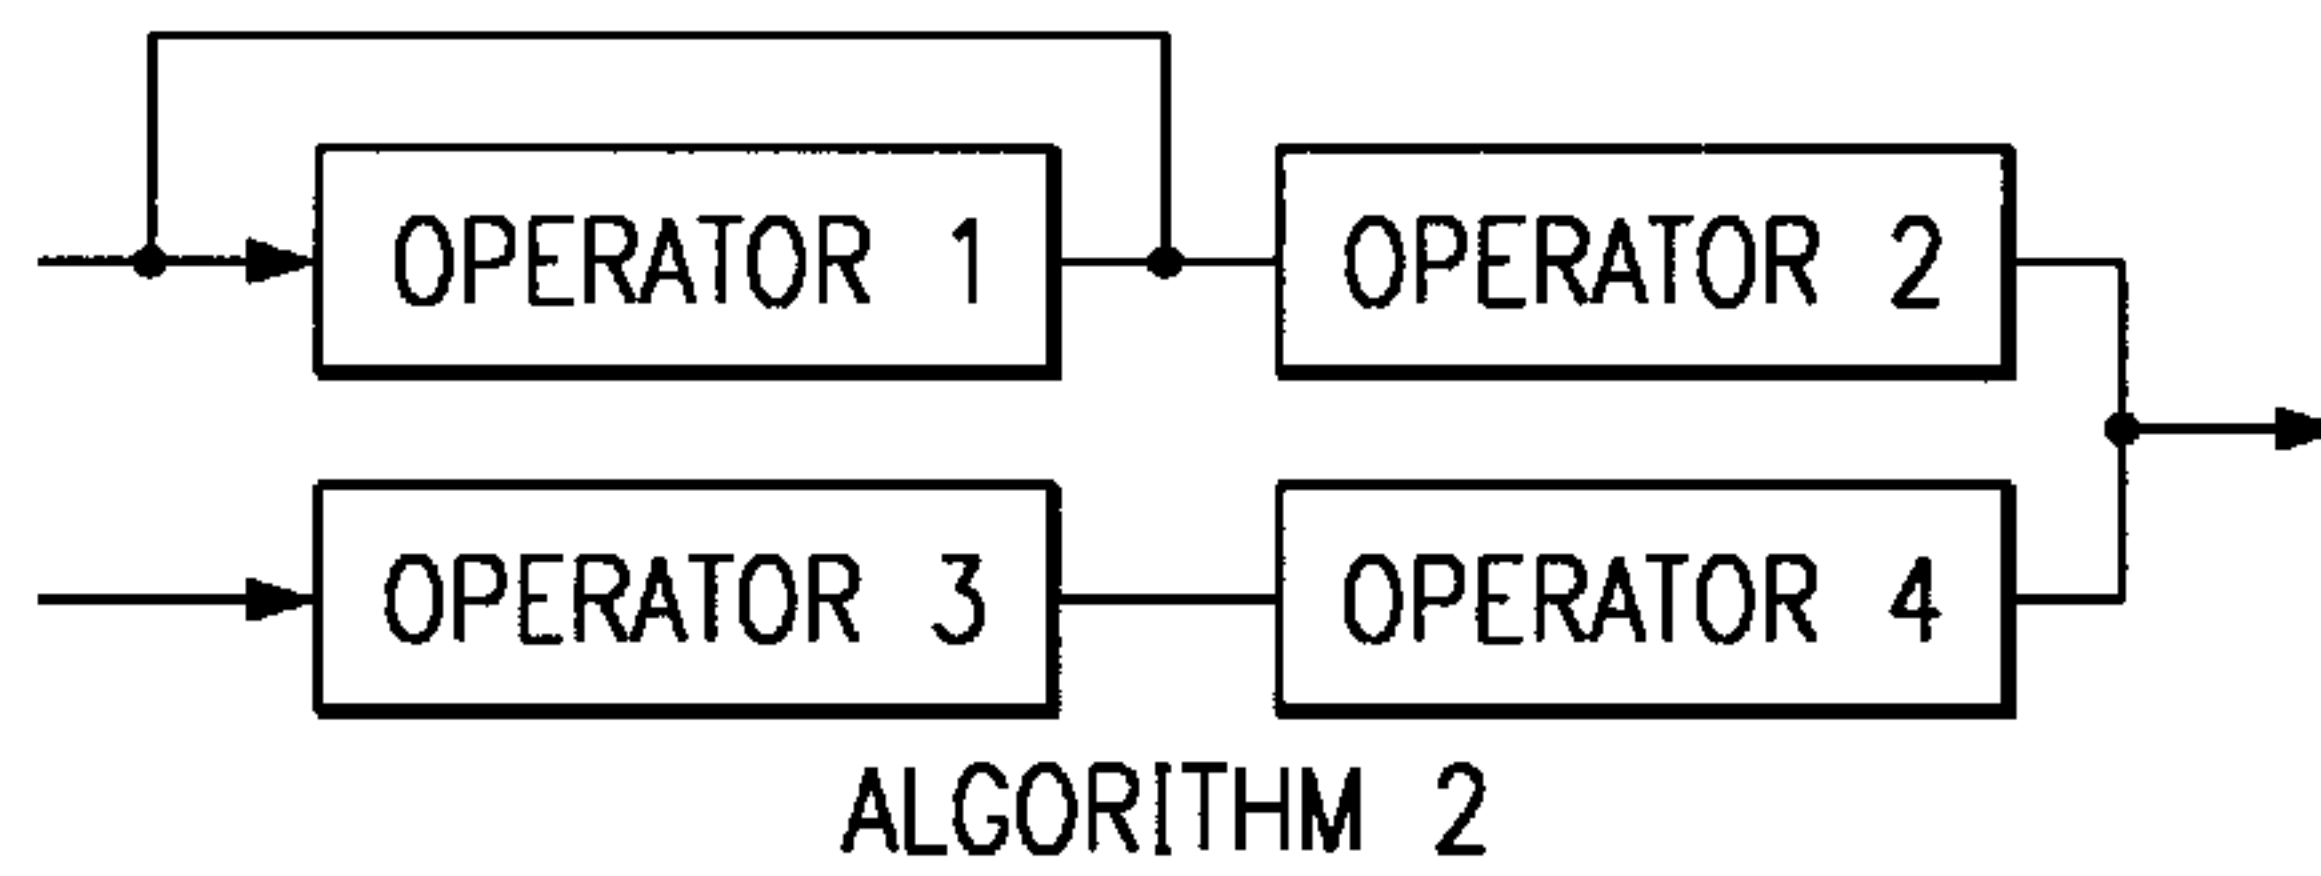 OPERATOR 1
OPERATOR 2
OPERATOR 3
OPERATOR 4
ALGORITHM 2